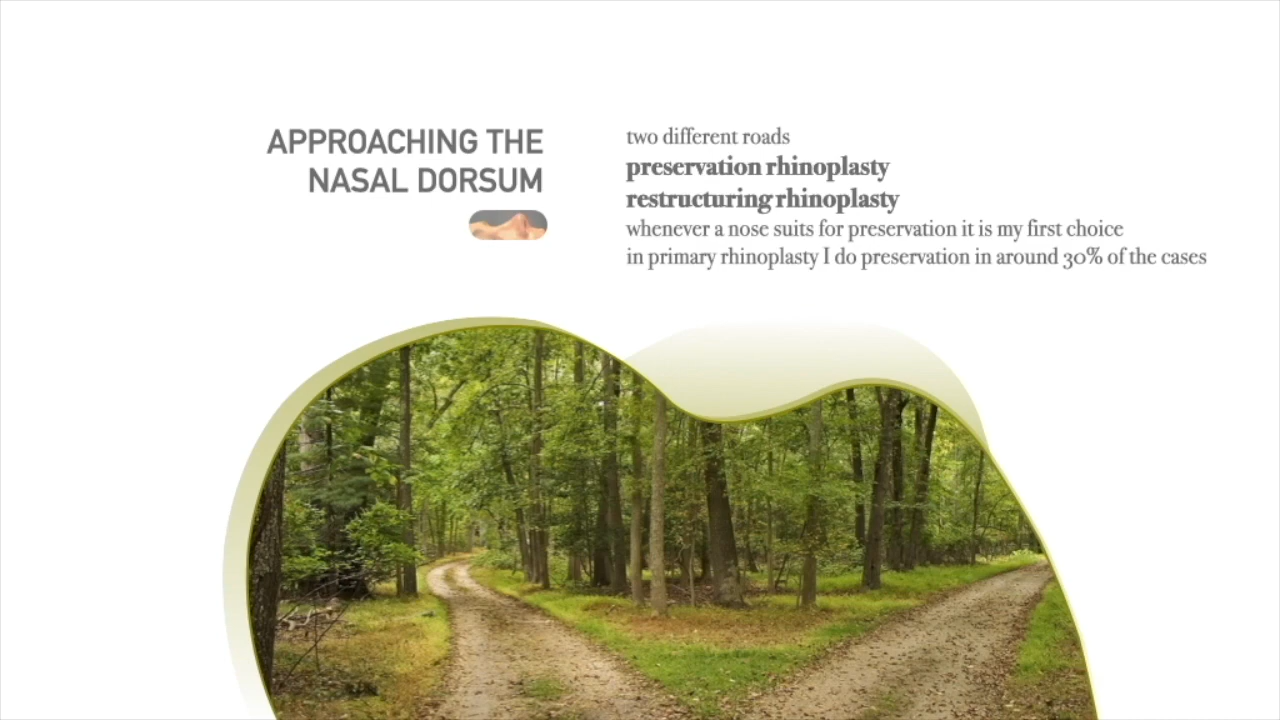 APPROACHING THE
NASAL DORSUM
two different roads
preservation rhinoplasty
restructuring rhinoplasty
whenever a nose suits for preservation it is my first choice
in primary rhinoplasty I do preservation in around 30% of the cases